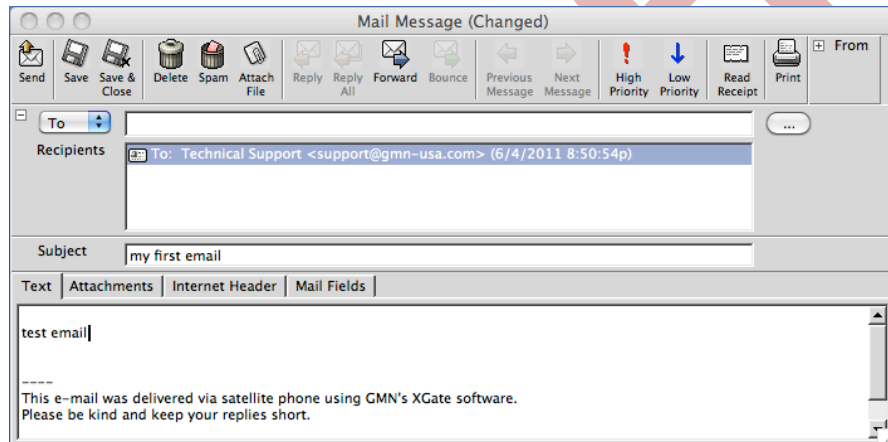 Mail Message (Changed)
Send Save Save & Close Delete Spam Attach File Reply Reply All Forward Bounce Previous Message Next Message High Priority Low Priority Read Receipt Print From
To ...
Recipients
To: Technical Support <support@gmn-usa.com> (6/4/2011 8:50:54p)
Subject my first email
Text Attachments Internet Header Mail Fields
test email
----
This e-mail was delivered via satellite phone using GMN's XGate software.
Please be kind and keep your replies short.